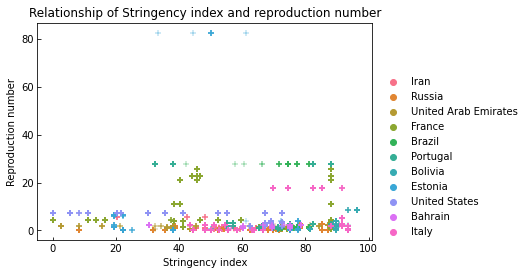 Relationship of Stringency index and reproduction number
80
60
40
20
0
Reproduction number
0
20
40
60
80
100
Stringency index
Iran
Russia
United Arab Emirates
France
Brazil
Portugal
Bolivia
Estonia
United States
Bahrain
Italy